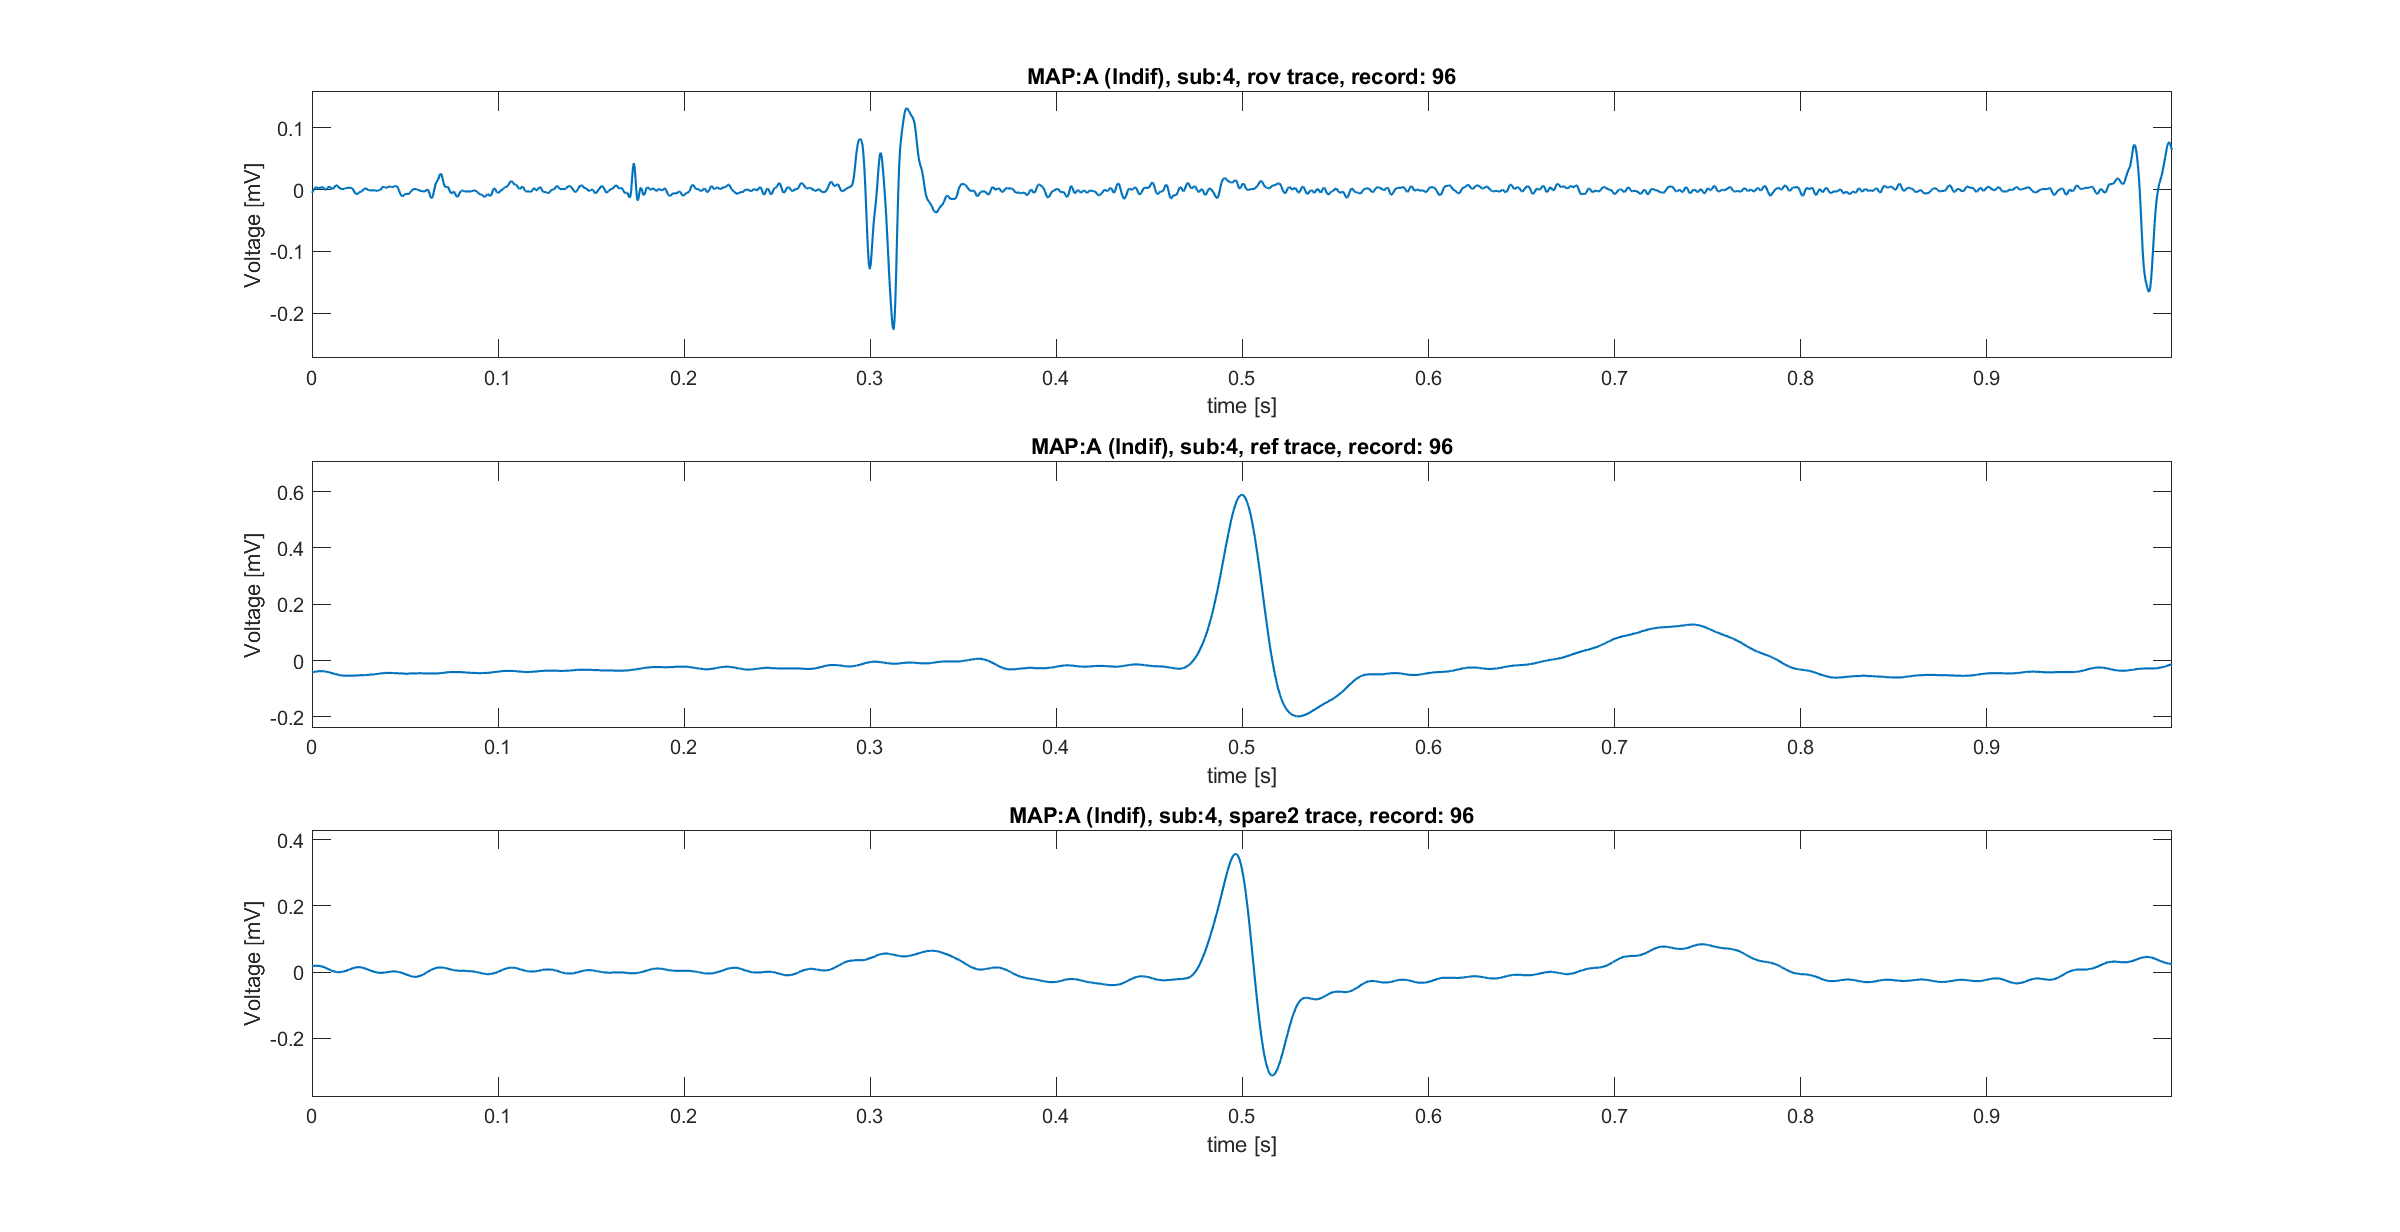 MAP:A (Indif), sub:4, rov trace, record: 96
Voltage [mV]
0.1
0
-0.1
-0.2
0 0.1 0.2 0.3 0.4 0.5 0.6 0.7 0.8 0.9
time [s]
MAP:A (Indif), sub:4, ref trace, record: 96
Voltage [mV]
0.6
0.4
0.2
0
-0.2
0 0.1 0.2 0.3 0.4 0.5 0.6 0.7 0.8 0.9
time [s]
MAP:A (Indif), sub:4, spare2 trace, record: 96
Voltage [mV]
0.4
0.2
0
-0.2
0 0.1 0.2 0.3 0.4 0.5 0.6 0.7 0.8 0.9
time [s]